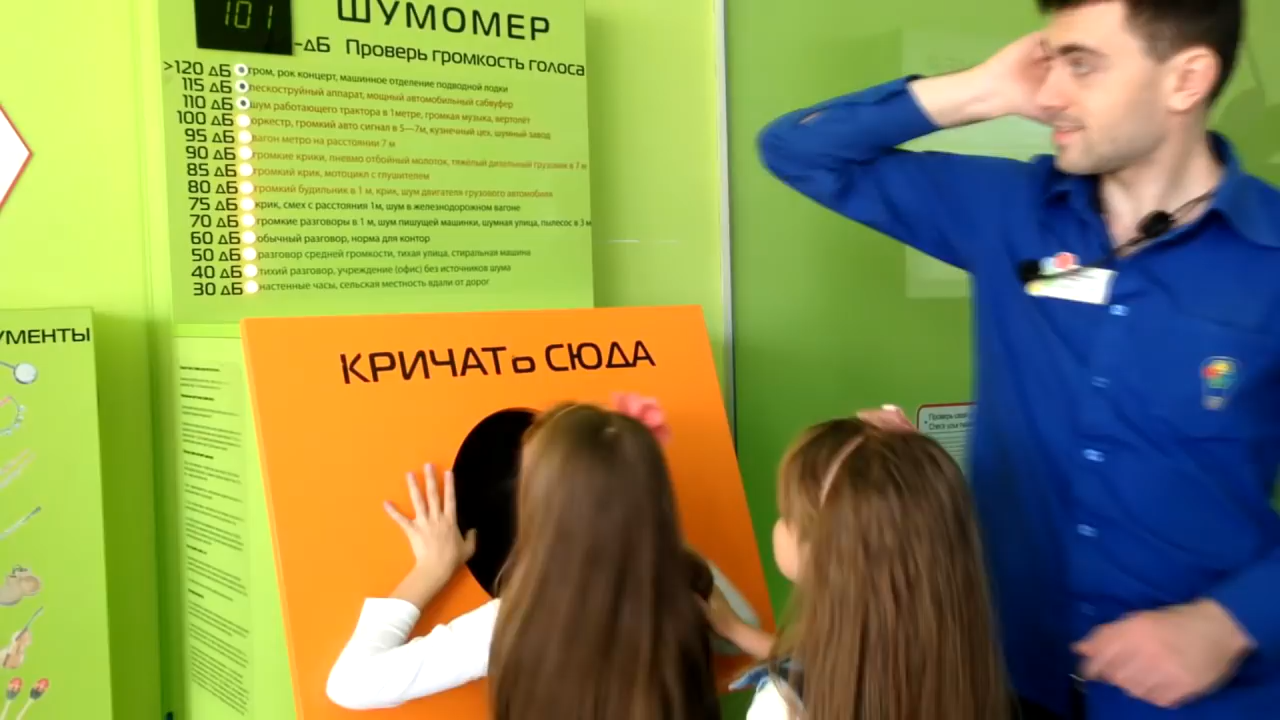 101
ШУМОМЕР
-дБ Проверь громкость голоса
>120 дБ гром, рок концерт, машинное отделение подводной лодки
115 дБ пескоструйный аппарат, мощный автомобильный сабвуфер
110 дБ шум работающего трактора в 1метре, громкая музыка, вертолёт
100 дБ оркестр, громкий авто сигнал в 5—7м, кузнечный цех, шумный завод
95 дБ вагон метро на расстоянии 7 м
90 дБ громкие крики, пневмо отбойный молоток, тяжёлый дизельный грузовик в 7 м
85 дБ громкий крик, мотоцикл с глушителем
80 дБ громкий будильник в 1 м, крик, шум двигателя грузового автомобиля
75 дБ крик, смех с расстояния 1м, шум в железнодорожном вагоне
70 дБ громкие разговоры в 1 м, шум пишущей машинки, шумная улица, пылесос в 3 м
60 дБ обычный разговор, норма для контор
50 дБ разговор средней громкости, тихая улица, стиральная машина
40 дБ тихий разговор, учреждение (офис) без источников шума
30 дБ настенные часы, сельская местность вдали от дорог
УМЕНТЫ
КРИЧАТЬ СЮДА
Проверь
Check your